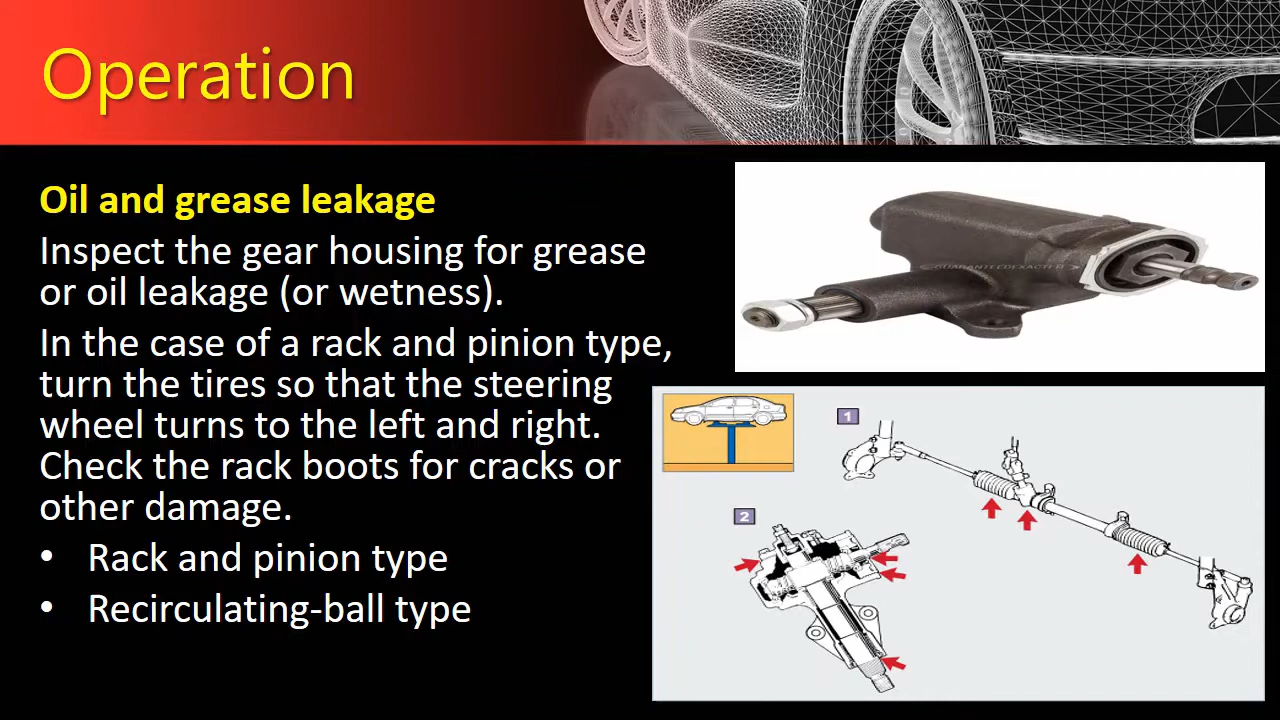 Operation
Oil and grease leakage
Inspect the gear housing for grease
or oil leakage (or wetness).
In the case of a rack and pinion type,
turn the tires so that the steering
wheel turns to the left and right.
Check the rack boots for cracks or
other damage.
• Rack and pinion type
• Recirculating-ball type
1
2